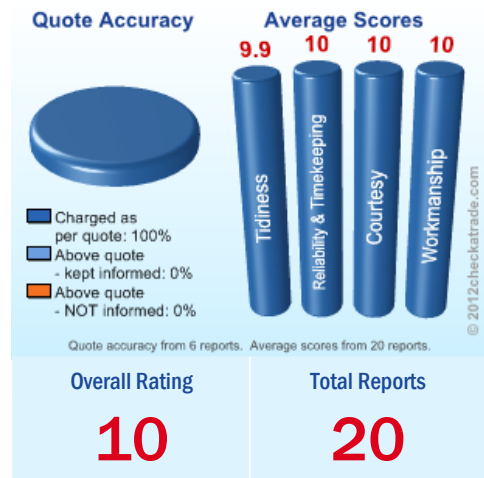 Quote Accuracy
Average Scores
9.9
10
10
10
Tidiness
Reliability & Timekeeping
Courtesy
Workmanship
Charged as
per quote: 100%
Above quote
- kept informed: 0%
Above quote
- NOT informed: 0%
© 2012checkatrade.com
Quote accuracy from 6 reports. Average scores from 20 reports.
Overall Rating
Total Reports
10
20